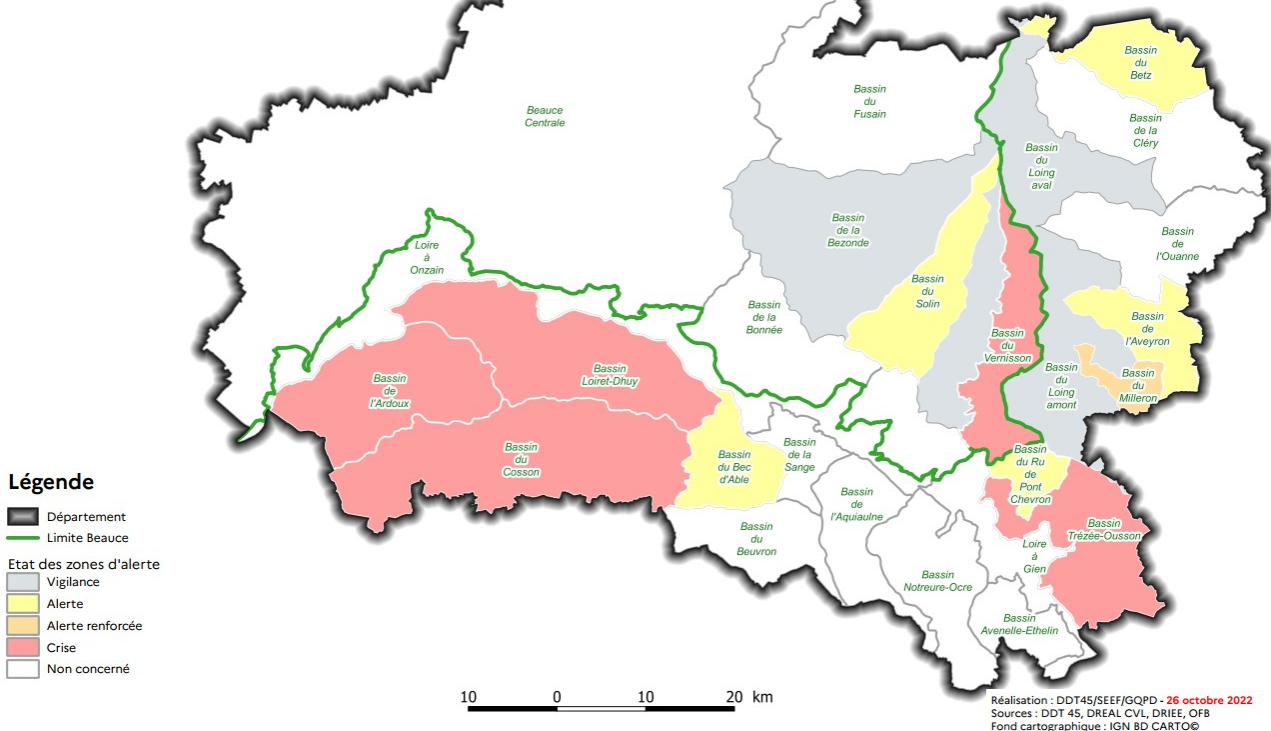 Beauce
Centrale
Bassin
du
Fusain
Bassin
du
Betz
Bassin
de la
Cléry
Bassin
du
Loing
aval
Bassin
de la
Bezonde
Bassin
de
l'Ouanne
Loire
à
Onzain
Bassin
du
Solin
Bassin
de la
Bonnée
Bassin
de
l'Aveyron
Bassin
du
Vernisson
Bassin
de
l'Ardoux
Bassin
Loiret-Dhuy
Bassin
du
Loing
amont
Bassin
du
Milleron
Bassin
du
Cosson
Bassin
du Bec
d'Able
Bassin
de la
Sange
Bassin
du Ru
de
Pont
Chevron
Bassin
de
l'Aquiaulne
Bassin
du
Beuvron
Bassin
Trézée-Ousson
Loire
à
Gien
Bassin
Notreure-Ocre
Bassin
Avenelle-Ethelin
Légende
Département
Limite Beauce
Etat des zones d'alerte
Vigilance
Alerte
Alerte renforcée
Crise
Non concerné
10 0 10 20 km
Réalisation : DDT45/SEEF/GQPD - 26 octobre 2022
Sources : DDT 45, DREAL CVL, DRIEE, OFB
Fond cartographique : IGN BD CARTO©